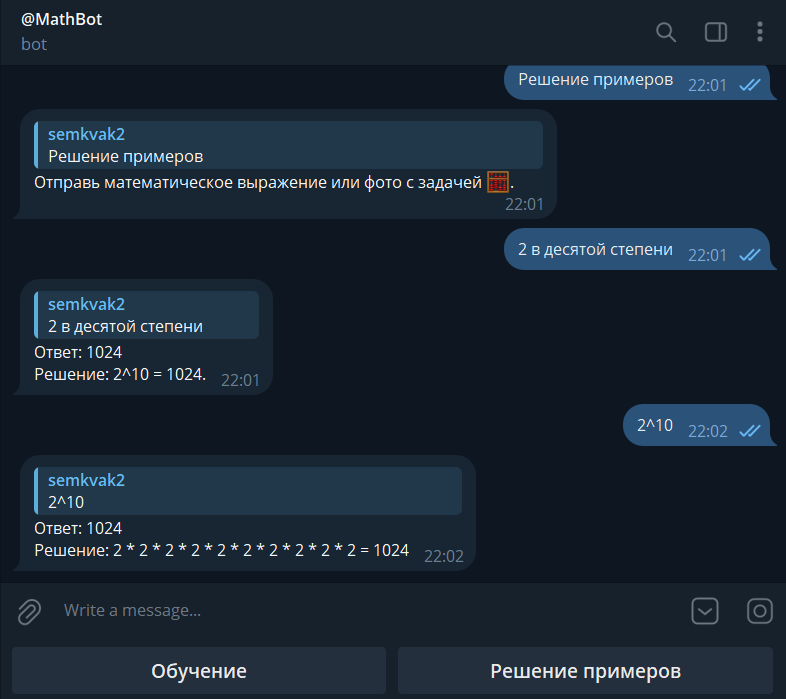 @MathBot
bot
Решение примеров 22:01
semkvak2
Решение примеров
Отправь математическое выражение или фото с задачей 🧮.
22:01
2 в десятой степени 22:01
semkvak2
2 в десятой степени
Ответ: 1024
Решение: 2^10 = 1024. 22:01
2^10 22:02
semkvak2
2^10
Ответ: 1024
Решение: 2 * 2 * 2 * 2 * 2 * 2 * 2 * 2 * 2 * 2 = 1024 22:02
Write a message...
Обучение
Решение примеров